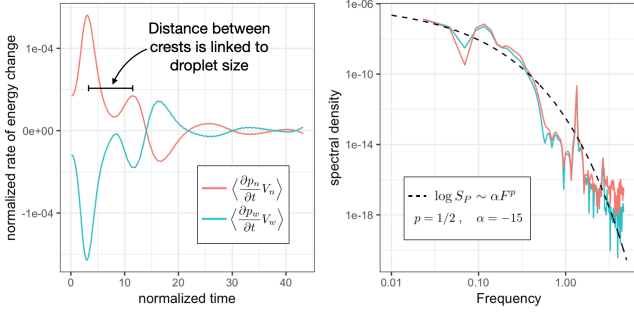 Distance between
crests is linked to
droplet size
normalized rate of energy change
1e-04
0e+00
-1e-04
⟨∂pₙ/∂t Vₙ⟩
⟨∂p_w/∂t V_w⟩
0 10 20 30 40
normalized time
spectral density
1e-06
1e-10
1e-14
1e-18
log S_P ∼ αF^p
p = 1/2 , α = −15
0.01 0.10 1.00
Frequency